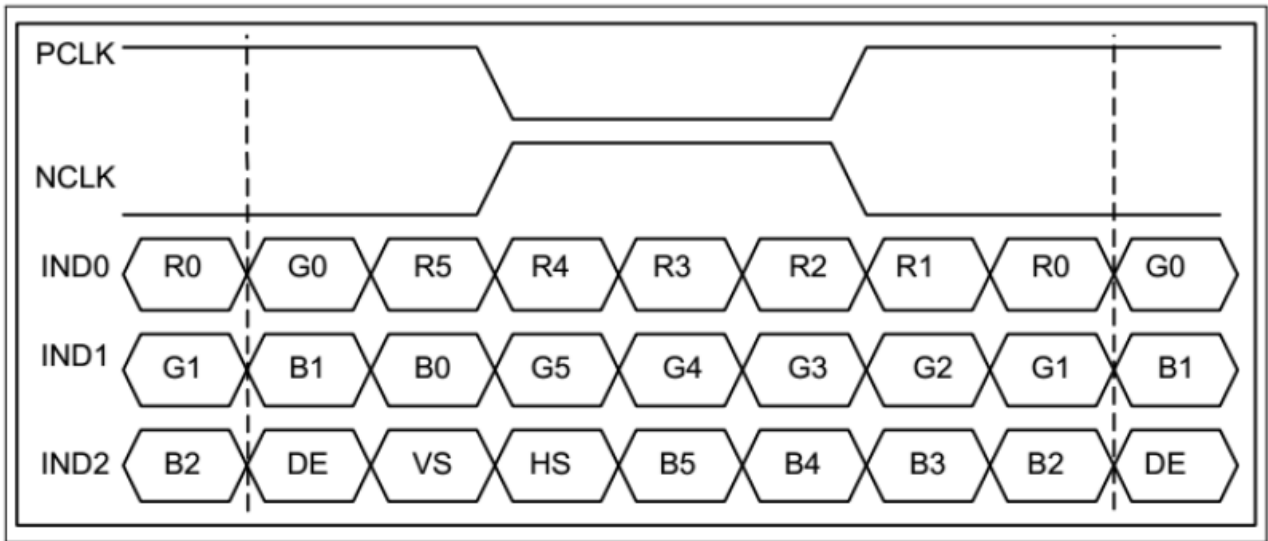 PCLK
NCLK
IND0 R0 G0 R5 R4 R3 R2 R1 R0 G0
IND1 G1 B1 B0 G5 G4 G3 G2 G1 B1
IND2 B2 DE VS HS B5 B4 B3 B2 DE